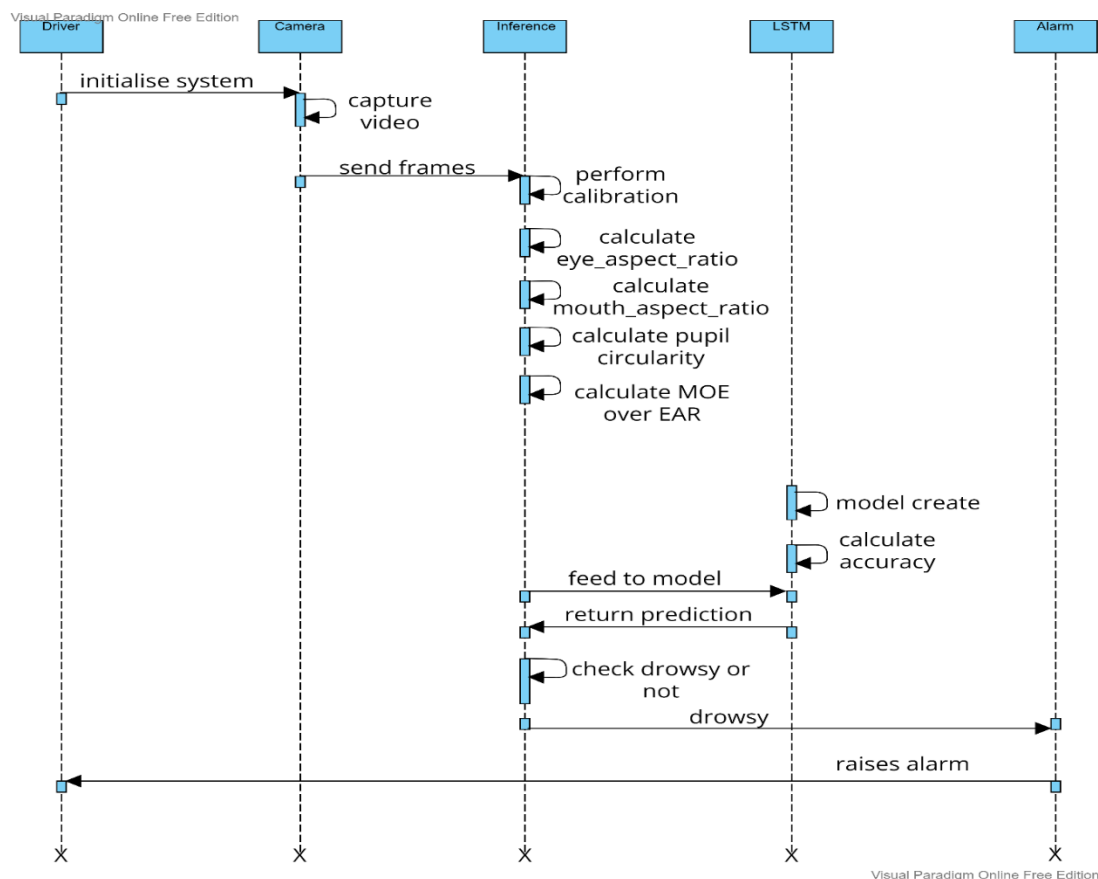 Visual Paradigm Online Free Edition
Driver
Camera
Inference
LSTM
Alarm
initialise system
capture
video
send frames
perform
calibration
calculate
eye_aspect_ratio
calculate
mouth_aspect_ratio
calculate pupil
circularity
calculate MOE
over EAR
model create
calculate
accuracy
feed to model
return prediction
check drowsy or
not
drowsy
raises alarm
X
X
X
X
X
Visual Paradigm Online Free Edition